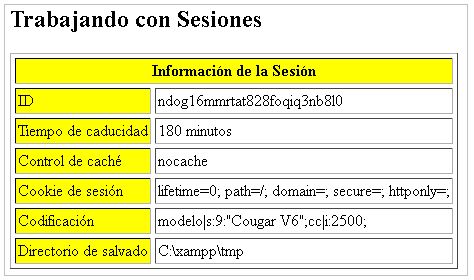 Trabajando con Sesiones
Información de la Sesión
ID ndog16mmrtat828foqiq3nb8l0
Tiempo de caducidad 180 minutos
Control de caché nocache
Cookie de sesión lifetime=0; path=/; domain=; secure=; httponly=,
Codificación modelo|s:9:"Cougar V6";cc|i:2500;
Directorio de salvado C:\xampp\tmp